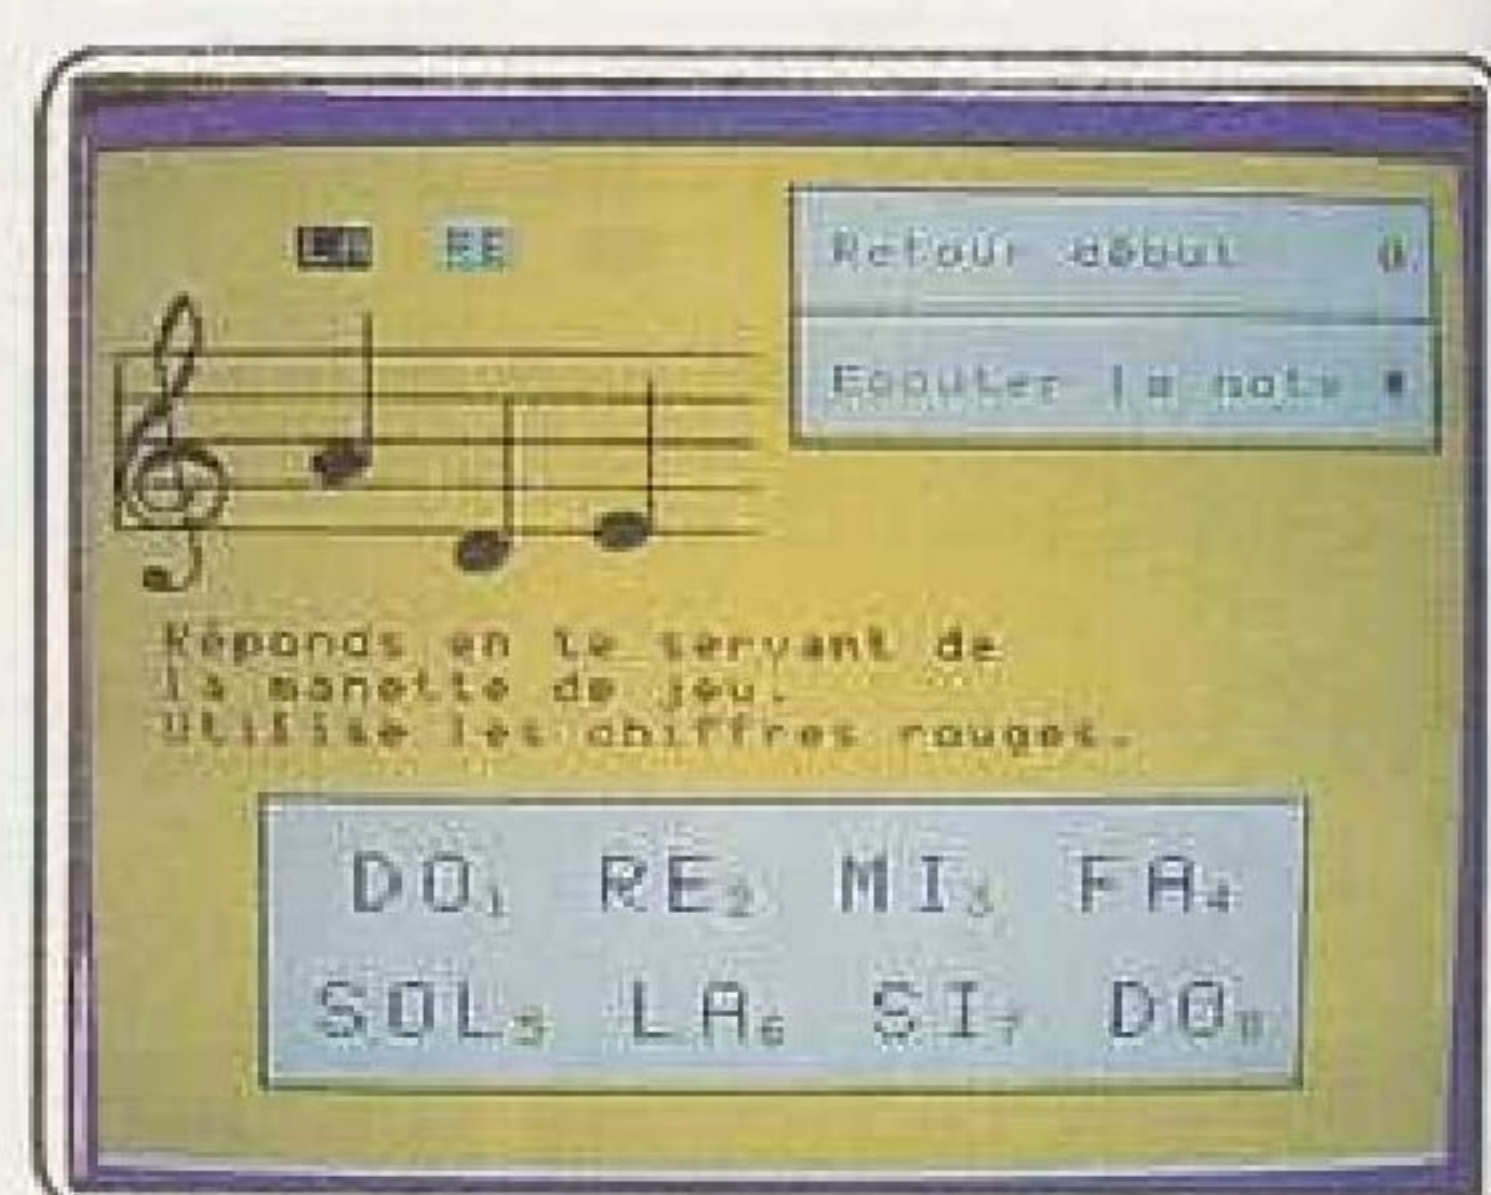 LA RE
Retour début
Ecouter la note *
Réponds en te servant de
la manette de jeu.
Utilise les chiffres rouges.
DO1 RE2 MI3 FA4
SOL5 LA6 SI7 DO8